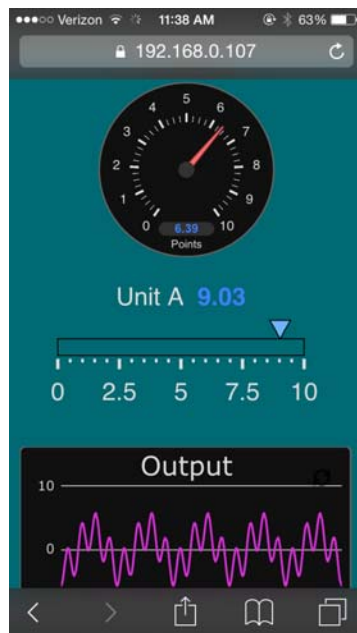 Verizon 11:38 AM 63%
192.168.0.107
5
4 6
3 7
2 8
1 9
0 6.39 10
Points
Unit A 9.03
0 2.5 5 7.5 10
Output
10
0